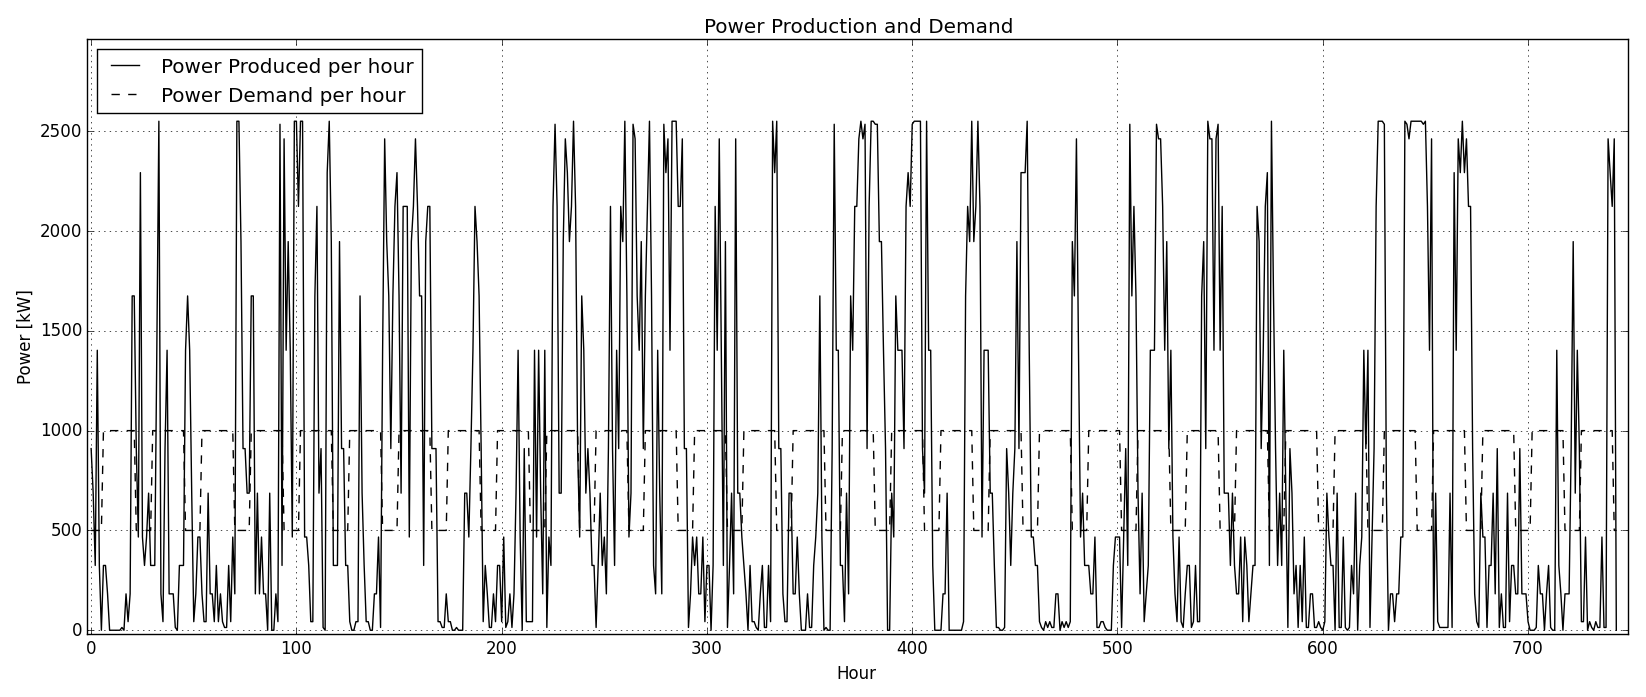 Power Production and Demand
Power Produced per hour
Power Demand per hour
Power [kW]
2500
2000
1500
1000
500
0
0 100 200 300 400 500 600 700
Hour